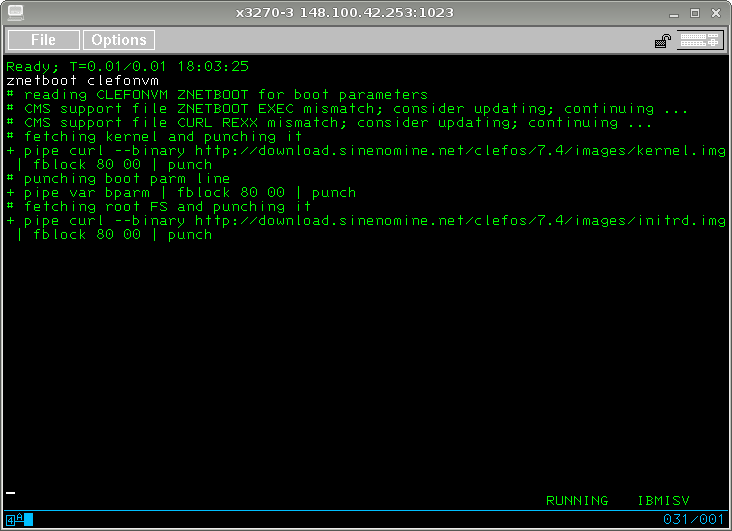 x3270-3 148.100.42.253:1023
File Options
Ready; T=0.01/0.01 18:03:25
znetboot clefonvm
# reading CLEFONVM ZNETBOOT for boot parameters
# CMS support file ZNETBOOT EXEC mismatch; consider updating; continuing ...
# CMS support file CURL REXX mismatch; consider updating; continuing ...
# fetching kernel and punching it
+ pipe curl --binary http://download.sinenomine.net/clefos/7.4/images/kernel.img
| fblock 80 00 | punch
# punching boot parm line
+ pipe var bparm | fblock 80 00 | punch
# fetching root FS and punching it
+ pipe curl --binary http://download.sinenomine.net/clefos/7.4/images/initrd.img
| fblock 80 00 | punch
RUNNING IBMISV
4A 031/001